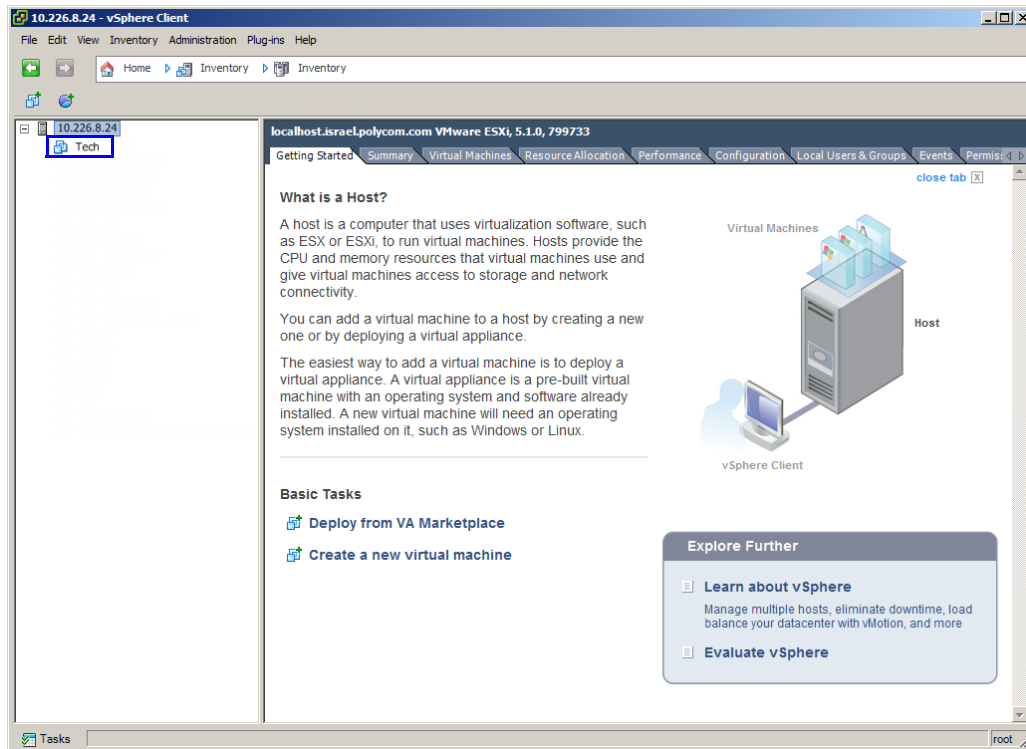 10.226.8.24 - vSphere Client
File Edit View Inventory Administration Plug-ins Help
Home Inventory Inventory
10.226.8.24
Tech
localhost.israel.polycom.com VMware ESXi, 5.1.0, 799733
Getting Started Summary Virtual Machines Resource Allocation Performance Configuration Local Users & Groups Events Permis
close tab X
What is a Host?
A host is a computer that uses virtualization software, such
as ESX or ESXi, to run virtual machines. Hosts provide the
CPU and memory resources that virtual machines use and
give virtual machines access to storage and network
connectivity.
You can add a virtual machine to a host by creating a new
one or by deploying a virtual appliance.
The easiest way to add a virtual machine is to deploy a
virtual appliance. A virtual appliance is a pre-built virtual
machine with an operating system and software already
installed. A new virtual machine will need an operating
system installed on it, such as Windows or Linux.
Virtual Machines
Host
vSphere Client
Basic Tasks
Deploy from VA Marketplace
Create a new virtual machine
Explore Further
Learn about vSphere
Manage multiple hosts, eliminate downtime, load
balance your datacenter with vMotion, and more
Evaluate vSphere
Tasks
root